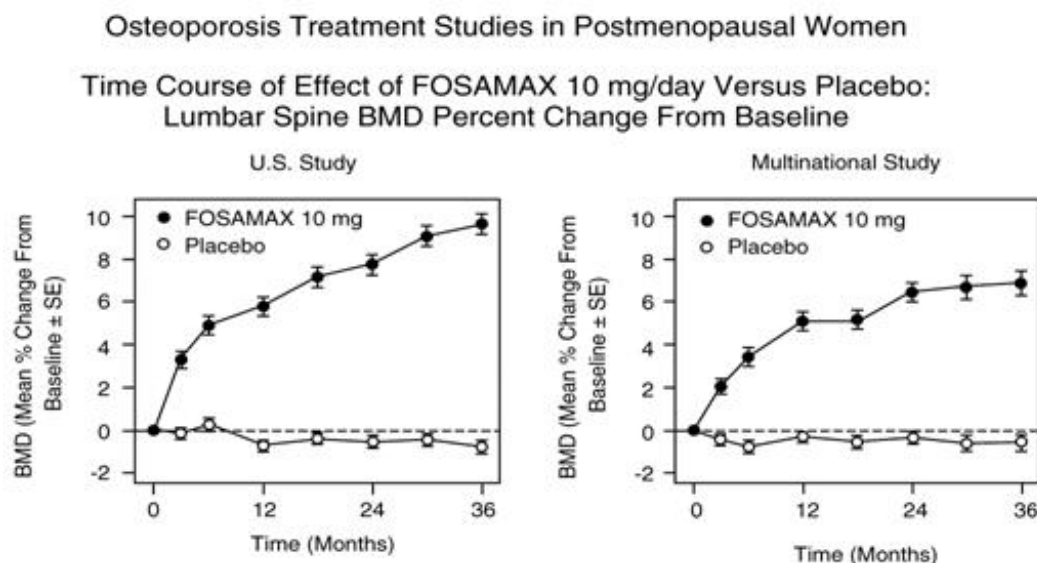 Osteoporosis Treatment Studies in Postmenopausal Women
Time Course of Effect of FOSAMAX 10 mg/day Versus Placebo:
Lumbar Spine BMD Percent Change From Baseline
U.S. Study
BMD (Mean % Change From
Baseline ± SE)
10
8
6
4
2
0
-2
FOSAMAX 10 mg
Placebo
0 12 24 36
Time (Months)
Multinational Study
BMD (Mean % Change From
Baseline ± SE)
10
8
6
4
2
0
-2
FOSAMAX 10 mg
Placebo
0 12 24 36
Time (Months)